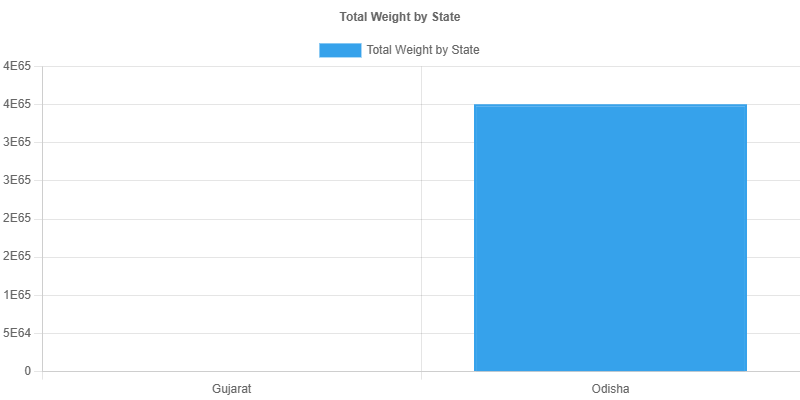 Total Weight by State
Total Weight by State
4E65
4E65
3E65
3E65
2E65
2E65
1E65
5E64
0
Gujarat Odisha